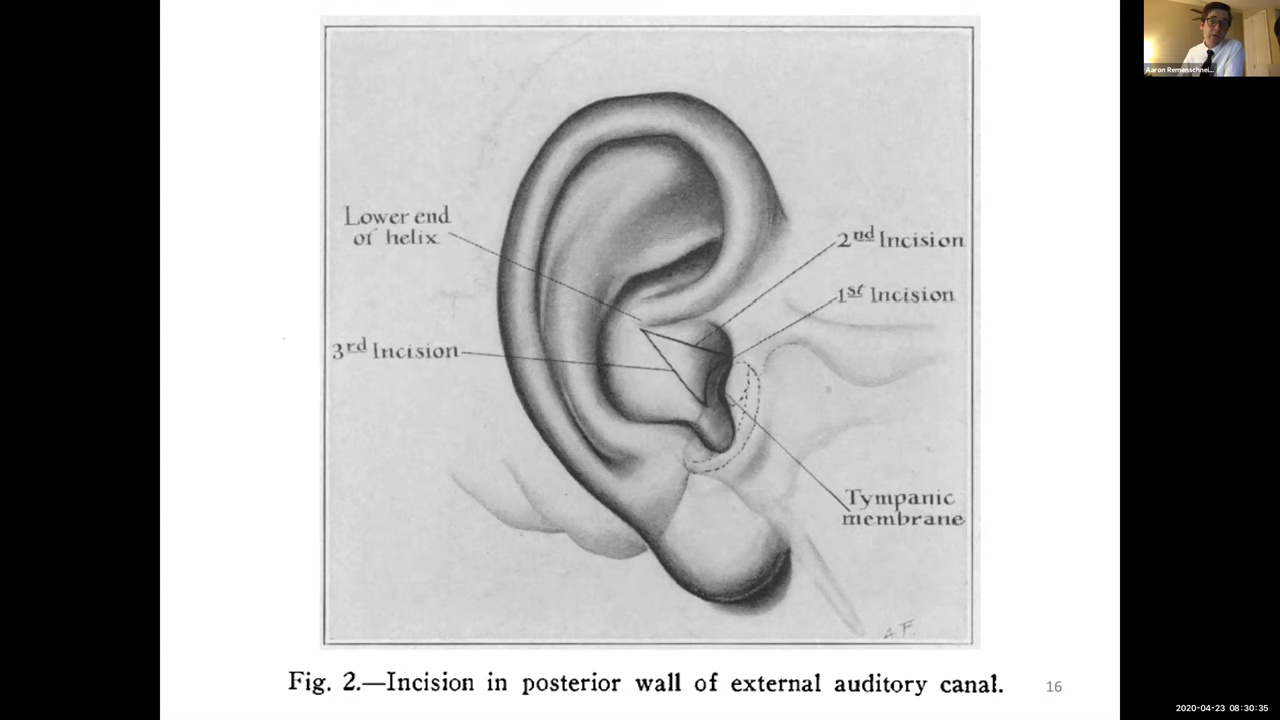 Aaron Remenschnei...
Lower end
of helix
2nd Incision
1st Incision
3rd Incision
Tympanic
membrane
A.F.
Fig. 2.—Incision in posterior wall of external auditory canal.
16
2020-04-23 08:30:35